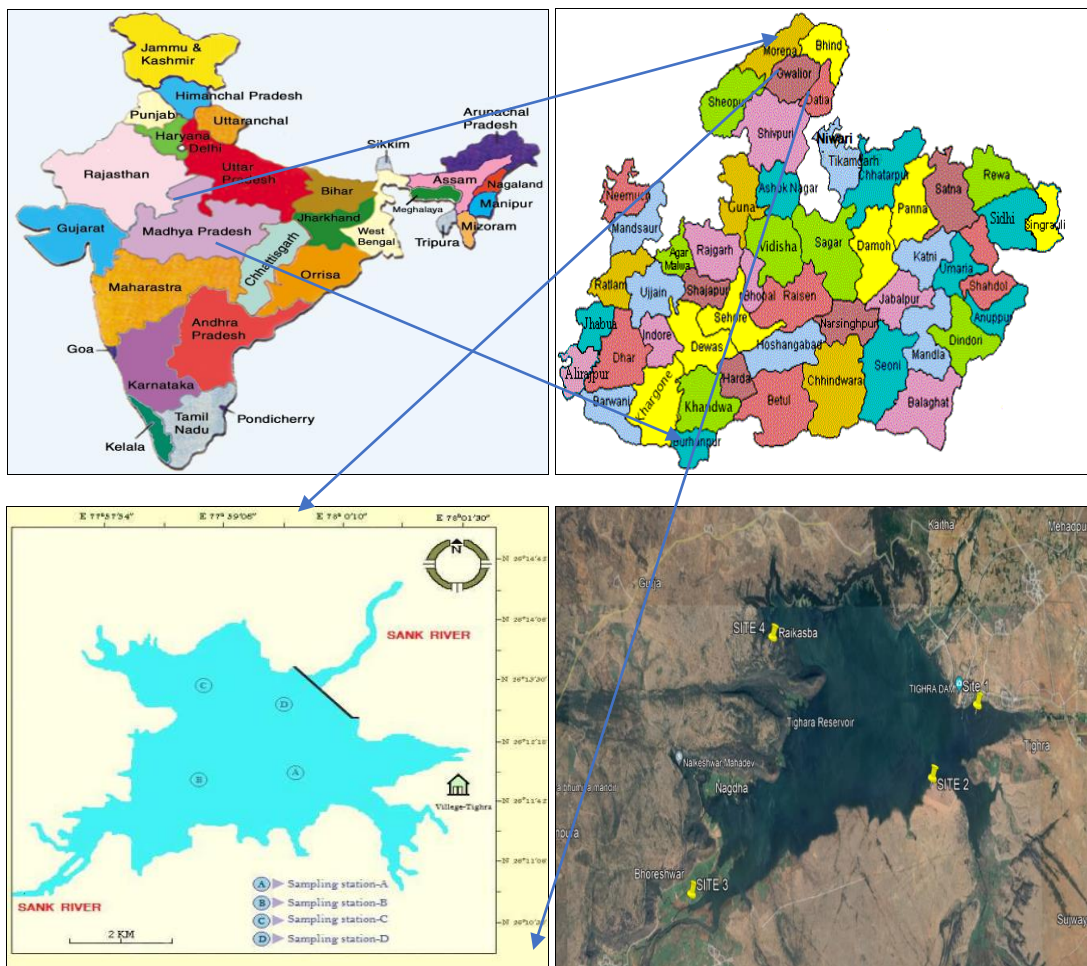 Jammu &
Kashmir
Himanchal Pradesh
Punjab
Uttaranchal
Haryana
Delhi
Rajasthan
Uttar
Pradesh
Bihar
Sikkim
Arunachal
Pradesh
Assam
Nagaland
Meghalaya
Manipur
Tripura
Mizoram
Jharkhand
West
Bengal
Gujarat
Madhya Pradesh
Chhattisgarh
Orrisa
Maharastra
Andhra
Pradesh
Goa
Karnataka
Tamil
Nadu
Pondicherry
Kelala
Morena
Bhind
Gwalior
Datia
Sheopur
Shivpuri
Niwari
Tikamgarh
Chhatarpur
Satna
Rewa
Sidhi
Singrauli
Neemuch
Mandsaur
Guna
Ashok Nagar
Panna
Agar
Malwa
Rajgarh
Vidisha
Sagar
Damoh
Katni
Umaria
Shahdol
Ratlam
Ujjain
Shajapur
Bhopal
Raisen
Jabalpur
Anuppur
Sehore
Jhabua
Indore
Dewas
Narsinghpur
Dindori
Dhar
Hoshangabad
Mandla
Alirajpur
Seoni
Harda
Chhindwara
Barwani
Khargone
Khandwa
Betul
Balaghat
Burhanpur
E 77°57'54"
E 77°59'06"
E 78°0'10"
E 78°01'30"
N
SANK RIVER
C
D
B
A
Villege-Tighra
A Sampling station-A
B Sampling station-B
C Sampling station-C
D Sampling station-D
SANK RIVER
2 KM
Kaitha
Mehadpur
SITE 4
Raikasba
TIGHRA DAM
Site 1
Tighara Reservoir
Tighra
Nalkeshwar Mahadev
SITE 2
Nagdha
Bhoreshwar
SITE 3
Sujway